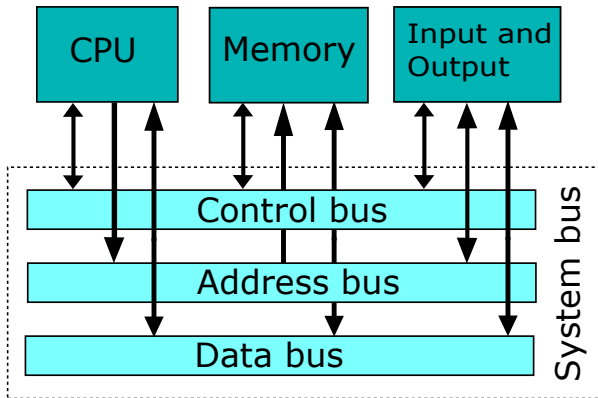 CPU
Memory
Input and
Output
Control bus
Address bus
Data bus
System bus